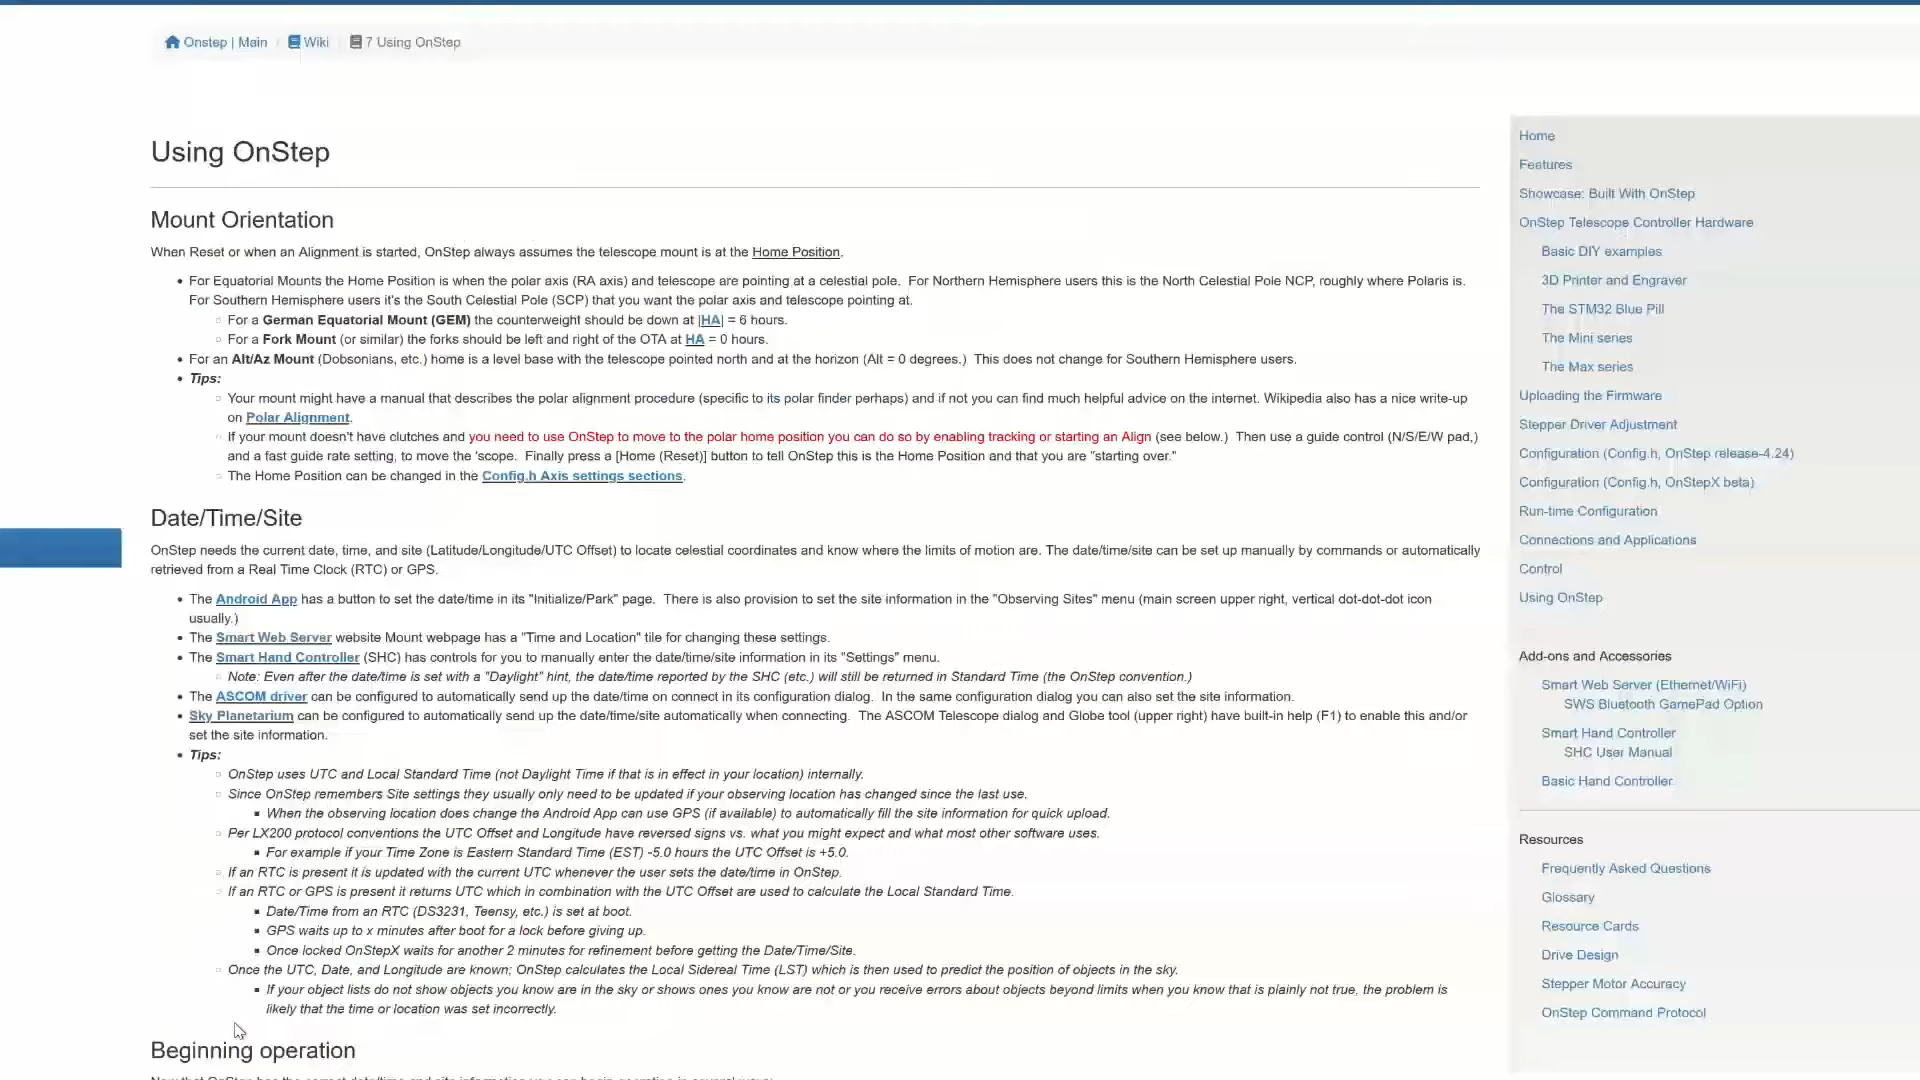 Onstep | Main Wiki 7 Using OnStep
Using OnStep
Mount Orientation
When Reset or when an Alignment is started, OnStep always assumes the telescope mount is at the Home Position.
For Equatorial Mounts the Home Position is when the polar axis (RA axis) and telescope are pointing at a celestial pole. For Northern Hemisphere users this is the North Celestial Pole NCP, roughly where Polaris is.
For Southern Hemisphere users it's the South Celestial Pole (SCP) that you want the polar axis and telescope pointing at.
For a German Equatorial Mount (GEM) the counterweight should be down at |HA| = 6 hours.
For a Fork Mount (or similar) the forks should be left and right of the OTA at HA = 0 hours.
For an Alt/Az Mount (Dobsonians, etc.) home is a level base with the telescope pointed north and at the horizon (Alt = 0 degrees.) This does not change for Southern Hemisphere users.
Tips:
Your mount might have a manual that describes the polar alignment procedure (specific to its polar finder perhaps) and if not you can find much helpful advice on the internet. Wikipedia also has a nice write-up
on Polar Alignment.
If your mount doesn't have clutches and you need to use OnStep to move to the polar home position you can do so by enabling tracking or starting an Align (see below.) Then use a guide control (N/S/E/W pad,)
and a fast guide rate setting, to move the 'scope. Finally press a [Home (Reset)] button to tell OnStep this is the Home Position and that you are "starting over."
The Home Position can be changed in the Config.h Axis settings sections.
Date/Time/Site
OnStep needs the current date, time, and site (Latitude/Longitude/UTC Offset) to locate celestial coordinates and know where the limits of motion are. The date/time/site can be set up manually by commands or automatically
retrieved from a Real Time Clock (RTC) or GPS.
The Android App has a button to set the date/time in its "Initialize/Park" page. There is also provision to set the site information in the "Observing Sites" menu (main screen upper right, vertical dot-dot-dot icon
usually.)
The Smart Web Server website Mount webpage has a "Time and Location" tile for changing these settings.
The Smart Hand Controller (SHC) has controls for you to manually enter the date/time/site information in its "Settings" menu.
Note: Even after the date/time is set with a "Daylight" hint, the date/time reported by the SHC (etc.) will still be returned in Standard Time (the OnStep convention.)
The ASCOM driver can be configured to automatically send up the date/time on connect in its configuration dialog. In the same configuration dialog you can also set the site information.
Sky Planetarium can be configured to automatically send up the date/time/site automatically when connecting. The ASCOM Telescope dialog and Globe tool (upper right) have built-in help (F1) to enable this and/or
set the site information.
Tips:
OnStep uses UTC and Local Standard Time (not Daylight Time if that is in effect in your location) internally.
Since OnStep remembers Site settings they usually only need to be updated if your observing location has changed since the last use.
When the observing location does change the Android App can use GPS (if available) to automatically fill the site information for quick upload.
Per LX200 protocol conventions the UTC Offset and Longitude have reversed signs vs. what you might expect and what most other software uses.
For example if your Time Zone is Eastern Standard Time (EST) -5.0 hours the UTC Offset is +5.0.
If an RTC is present it is updated with the current UTC whenever the user sets the date/time in OnStep.
If an RTC or GPS is present it returns UTC which in combination with the UTC Offset are used to calculate the Local Standard Time.
Date/Time from an RTC (DS3231, Teensy, etc.) is set at boot.
GPS waits up to x minutes after boot for a lock before giving up.
Once locked OnStepX waits for another 2 minutes for refinement before getting the Date/Time/Site.
Once the UTC, Date, and Longitude are known; OnStep calculates the Local Sidereal Time (LST) which is then used to predict the position of objects in the sky.
If your object lists do not show objects you know are in the sky or shows ones you know are not or you receive errors about objects beyond limits when you know that is plainly not true, the problem is
likely that the time or location was set incorrectly.
Beginning operation
Home
Features
Showcase: Built With OnStep
OnStep Telescope Controller Hardware
Basic DIY examples
3D Printer and Engraver
The STM32 Blue Pill
The Mini series
The Max series
Uploading the Firmware
Stepper Driver Adjustment
Configuration (Config.h, OnStep release-4.24)
Configuration (Config.h, OnStepX beta)
Run-time Configuration
Connections and Applications
Control
Using OnStep
Add-ons and Accessories
Smart Web Server (Ethernet/WiFi)
SWS Bluetooth GamePad Option
Smart Hand Controller
SHC User Manual
Basic Hand Controller
Resources
Frequently Asked Questions
Glossary
Resource Cards
Drive Design
Stepper Motor Accuracy
OnStep Command Protocol